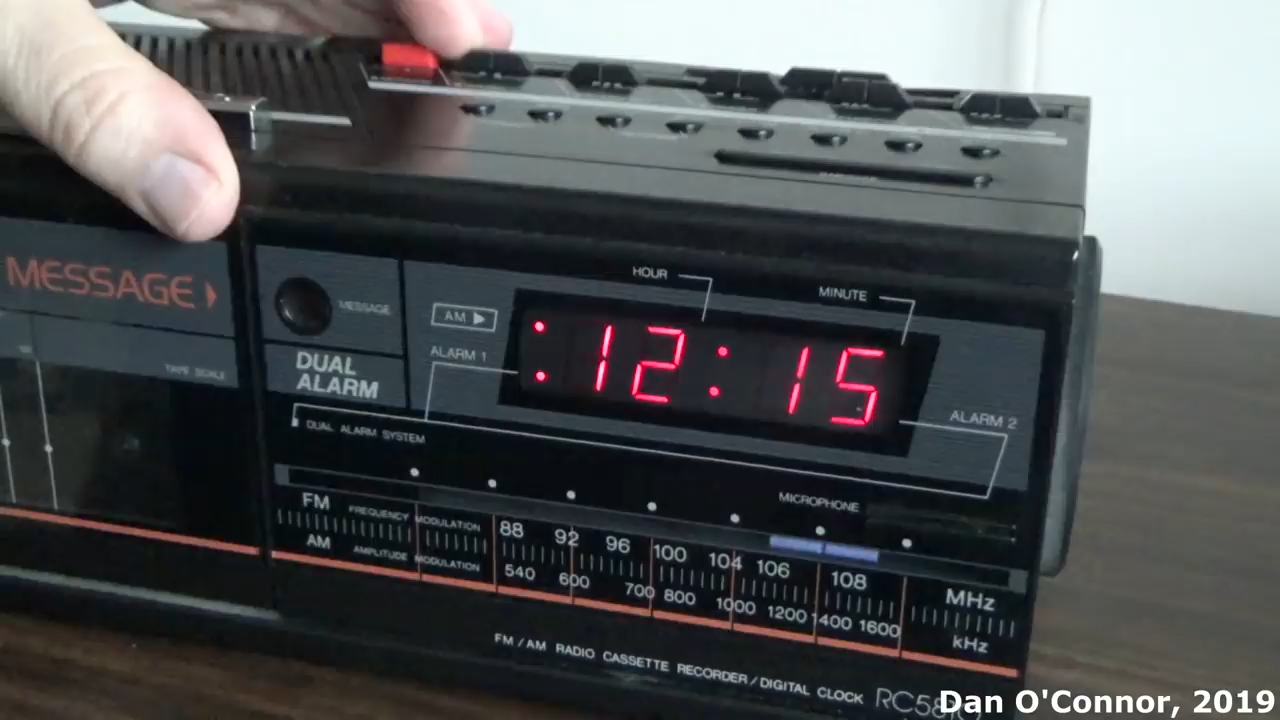 MESSAGE
TAPE SCALE
MESSAGE
DUAL
ALARM
AM
HOUR
MINUTE
ALARM 1
:12:15
ALARM 2
DUAL ALARM SYSTEM
MICROPHONE
FM FREQUENCY MODULATION 88 92 96 100 104 106 108 MHz
AM AMPLITUDE MODULATION 540 600 700 800 1000 1200 1400 1600 kHz
FM/AM RADIO CASSETTE RECORDER/DIGITAL CLOCK
Dan O'Connor, 2019